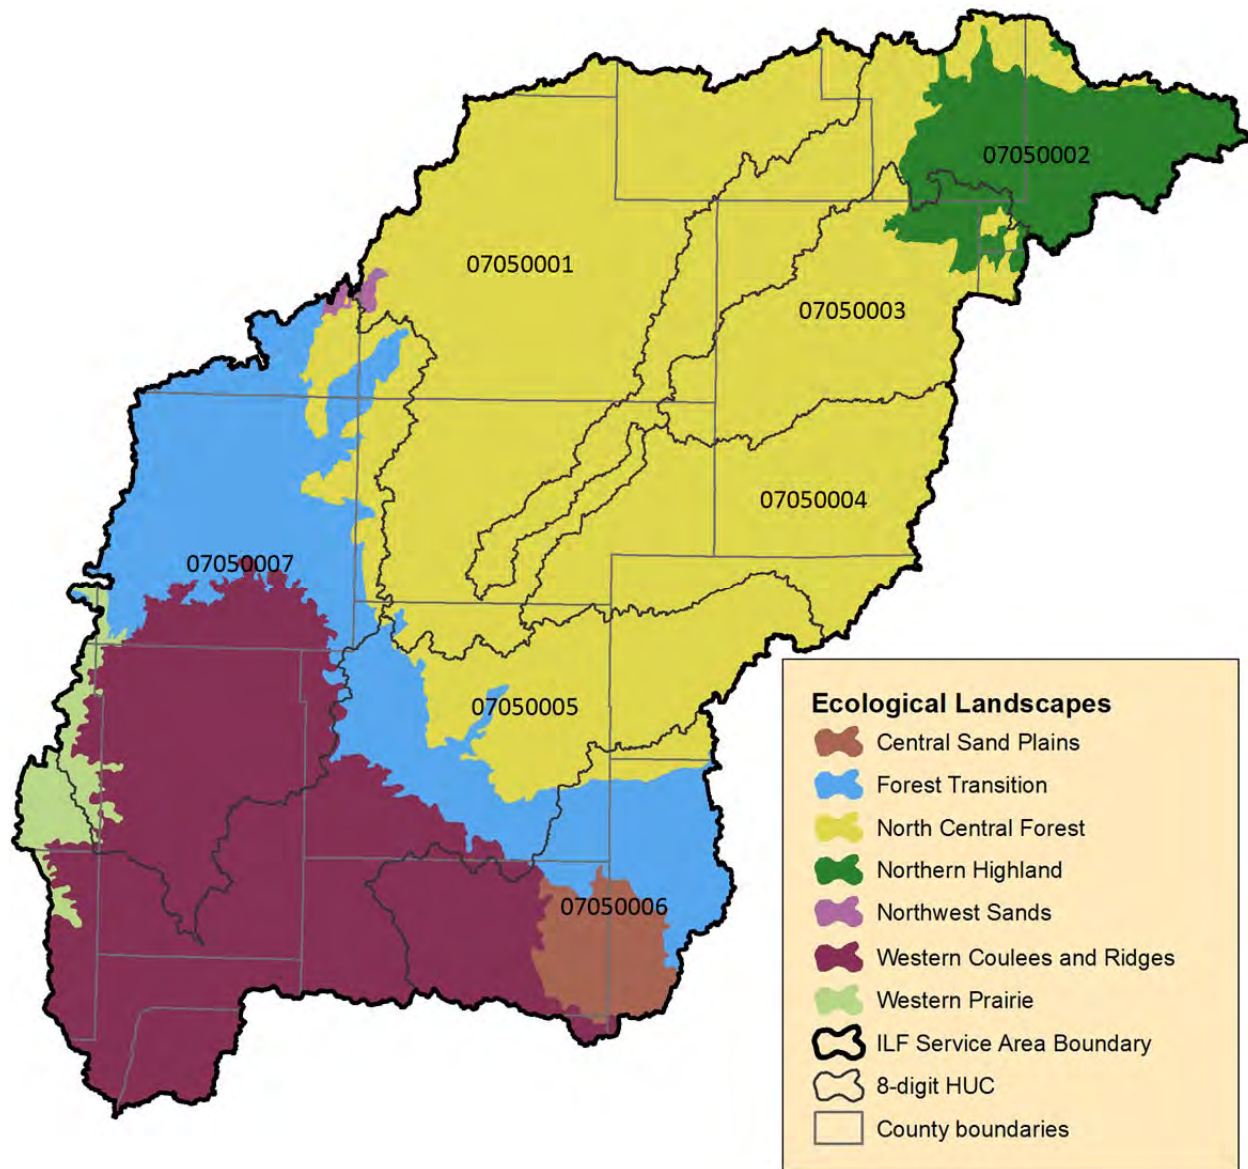 07050002
07050001
07050003
07050004
07050007
07050005
07050006
Ecological Landscapes
Central Sand Plains
Forest Transition
North Central Forest
Northern Highland
Northwest Sands
Western Coulees and Ridges
Western Prairie
ILF Service Area Boundary
8-digit HUC
County boundaries